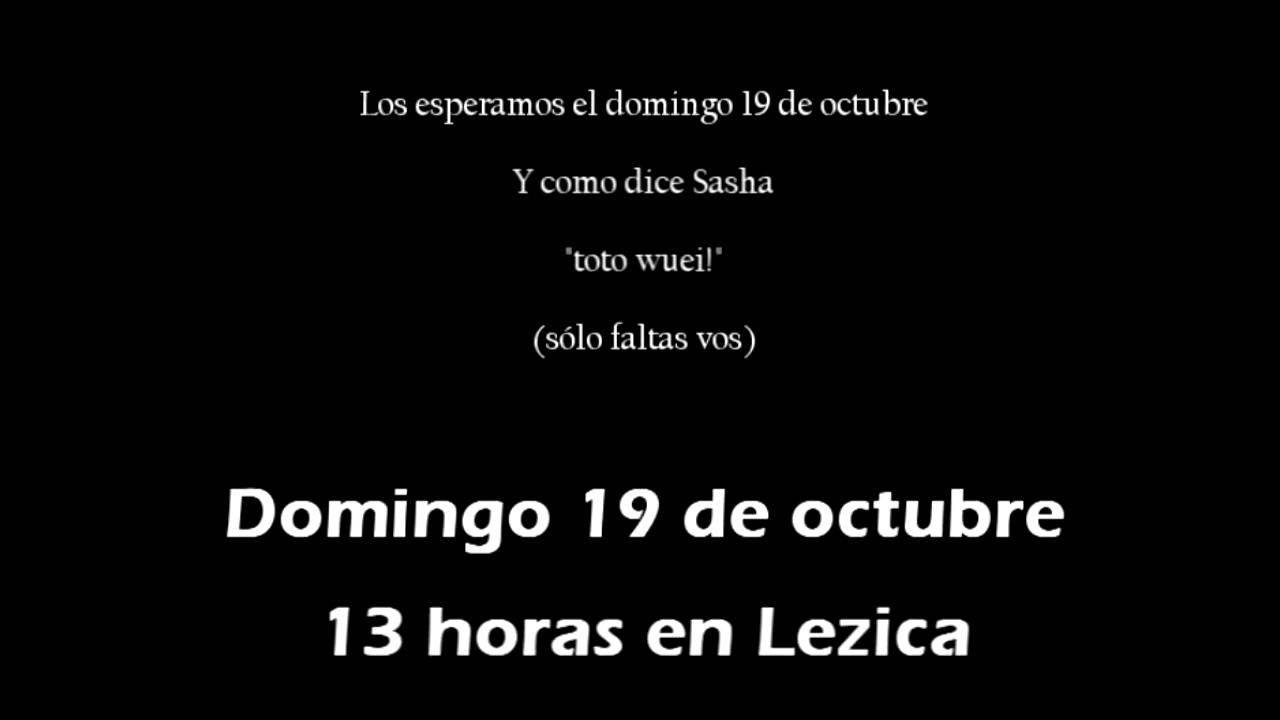 Los esperamos el domingo 19 de octubre
Y como dice Sasha
"toto wuei!"
(sólo faltas vos)
Domingo 19 de octubre
13 horas en Lezica